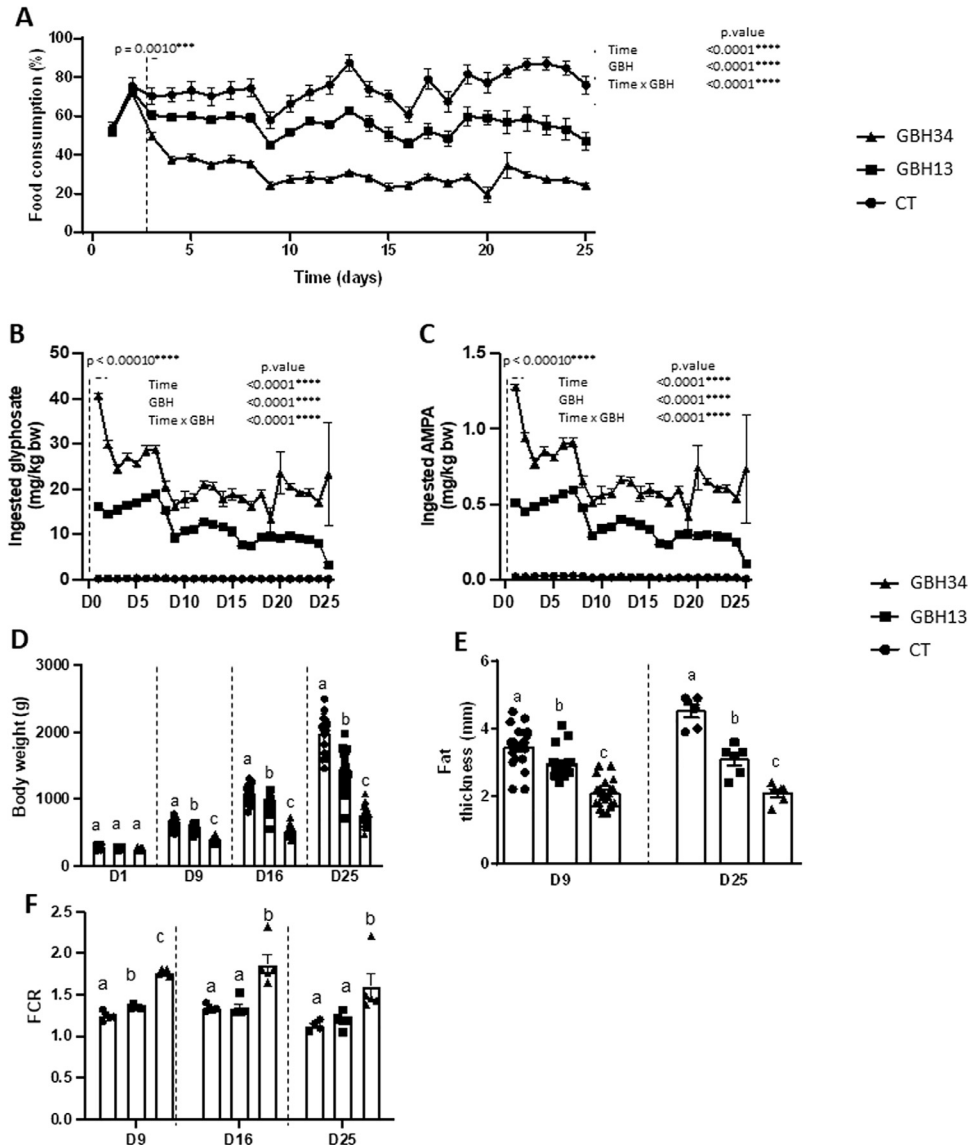 A
p = 0.0010***
p.value
Time <0.0001****
GBH <0.0001****
Time x GBH <0.0001****
Food consumption (%)
100
80
60
40
20
0
0 5 10 15 20 25
Time (days)
GBH34
GBH13
CT
B
p < 0.00010****
p.value
Time <0.0001****
GBH <0.0001****
Time x GBH <0.0001****
Ingested glyphosate
(mg/kg bw)
50
40
30
20
10
0
D0 D5 D10 D15 D20 D25
C
p < 0.00010****
p.value
Time <0.0001****
GBH <0.0001****
Time x GBH <0.0001****
Ingested AMPA
(mg/kg bw)
1.5
1.0
0.5
0.0
D0 D5 D10 D15 D20 D25
GBH34
GBH13
CT
D
Body weight (g)
3000
2000
1000
0
a a a
a b c
a b c
a b c
D1 D9 D16 D25
E
Fat
thickness (mm)
6
4
2
0
a b c
a b c
D9 D25
F
FCR
2.5
2.0
1.5
1.0
0.5
0.0
a b c
a a b
a a b
D9 D16 D25